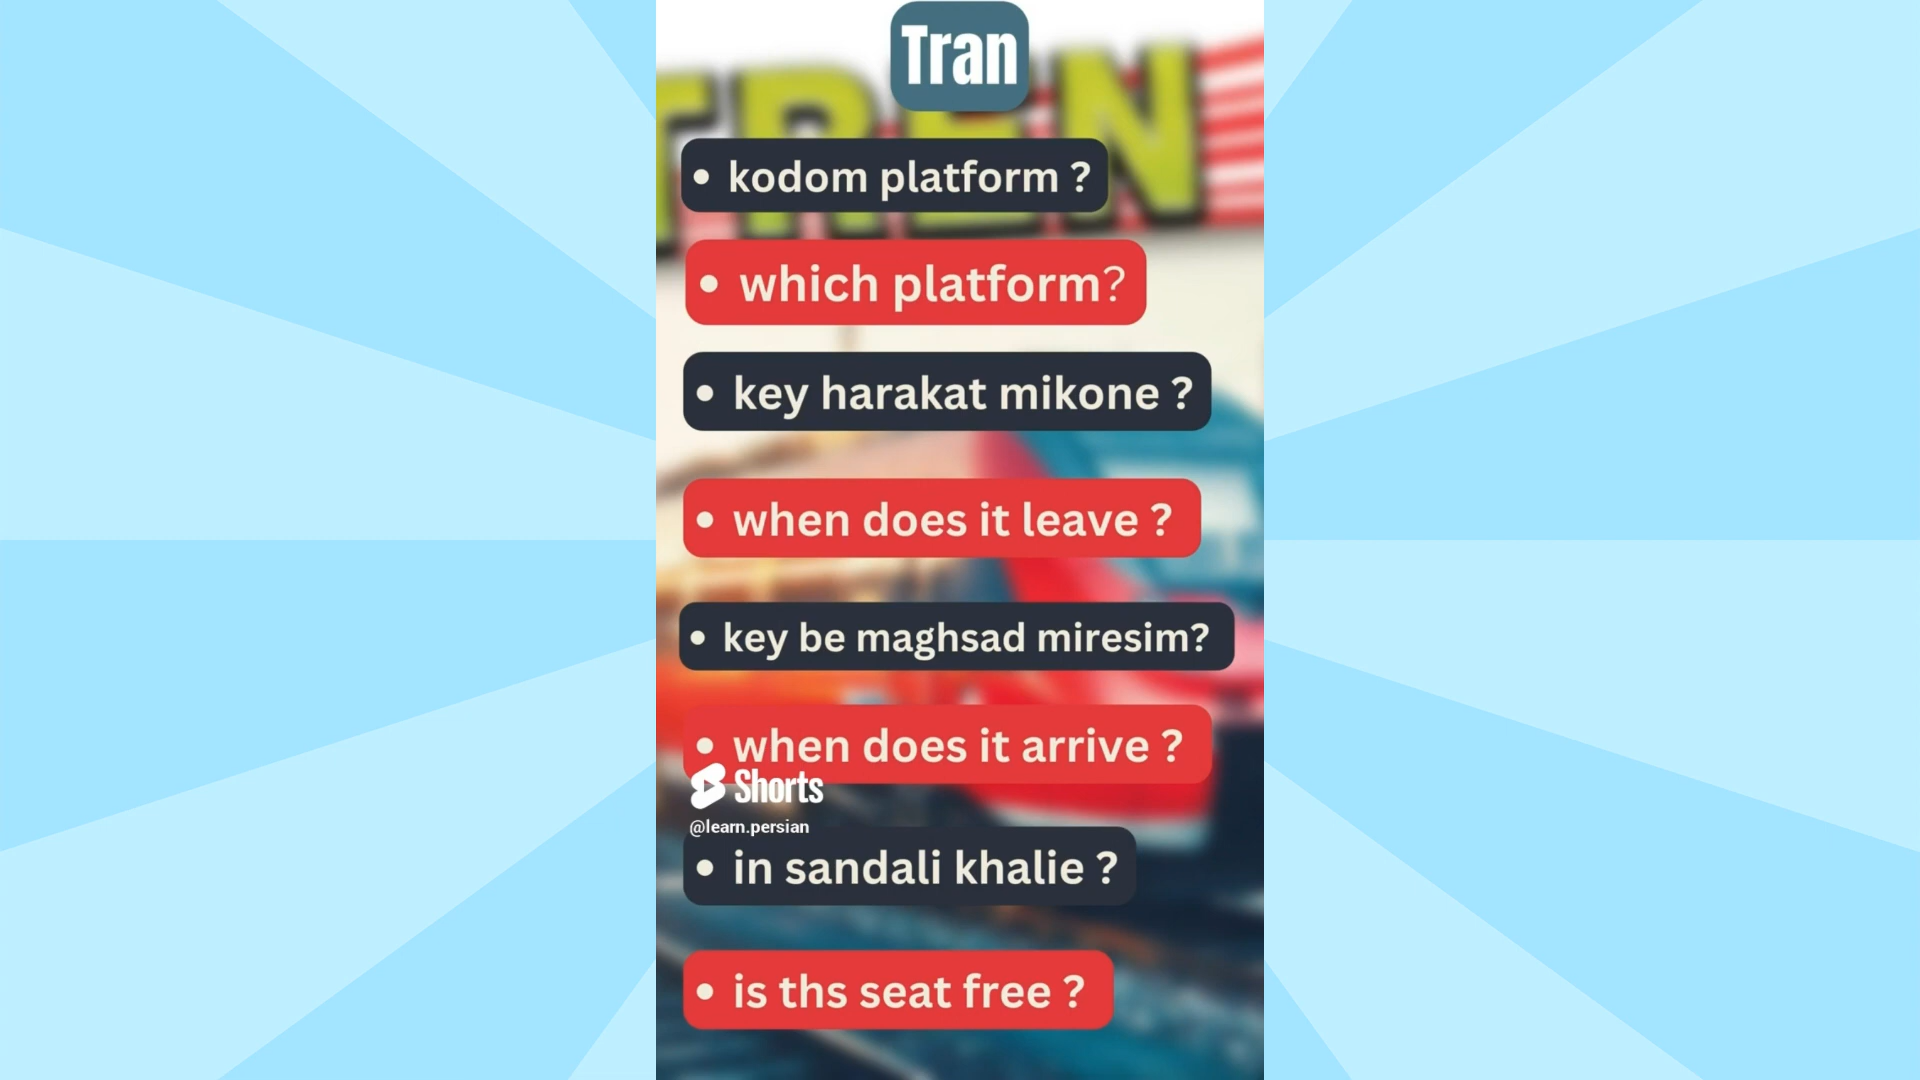 Tran
TREN
• kodom platform ?
• which platform?
• key harakat mikone ?
• when does it leave ?
• key be maghsad miresim?
• when does it arrive ?
Shorts
@learn.persian
• in sandali khalie ?
• is ths seat free ?